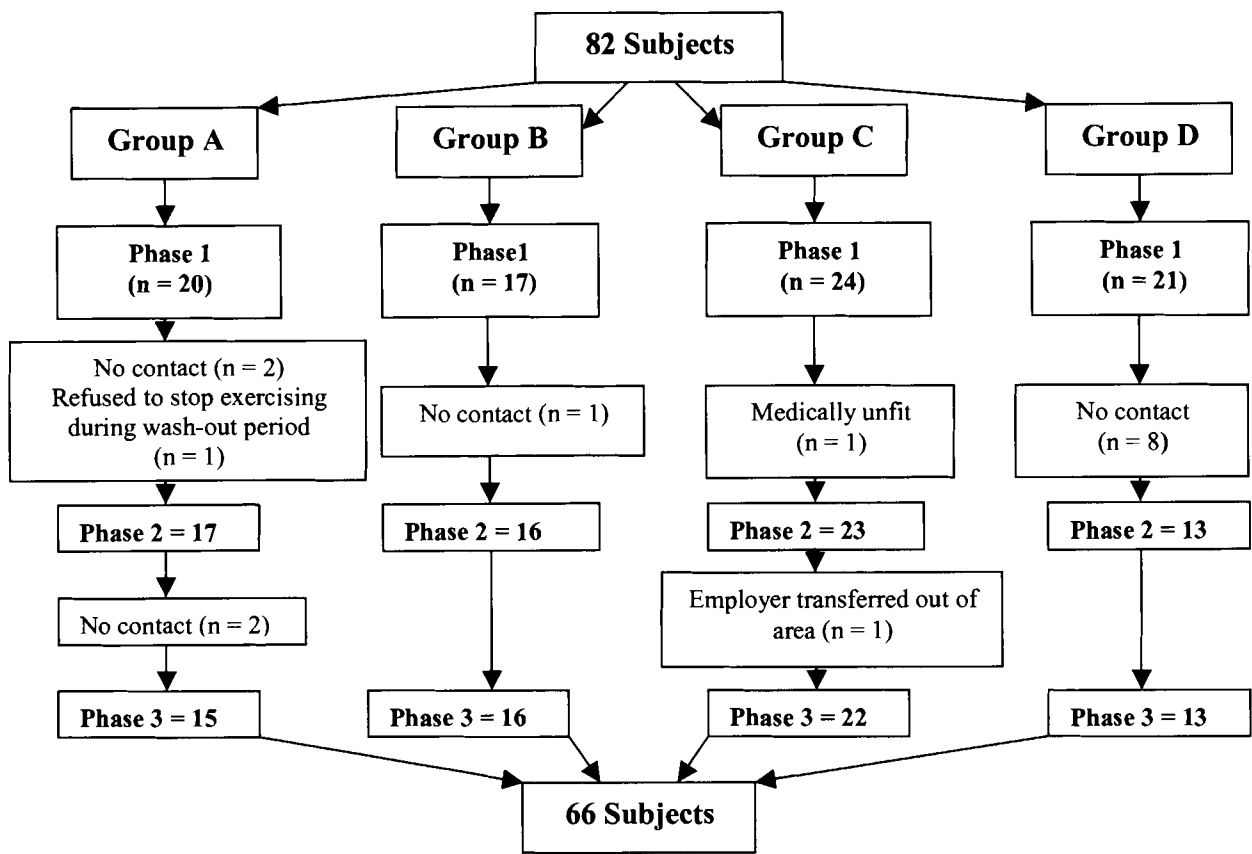 82 Subjects
Group A
Group B
Group C
Group D
Phase 1
(n = 20)
Phase1
(n = 17)
Phase 1
(n = 24)
Phase 1
(n = 21)
No contact (n = 2)
Refused to stop exercising
during wash-out period
(n = 1)
No contact (n = 1)
Medically unfit
(n = 1)
No contact
(n = 8)
Phase 2 = 17
Phase 2 = 16
Phase 2 = 23
Phase 2 = 13
No contact (n = 2)
Employer transferred out of
area (n = 1)
Phase 3 = 15
Phase 3 = 16
Phase 3 = 22
Phase 3 = 13
66 Subjects